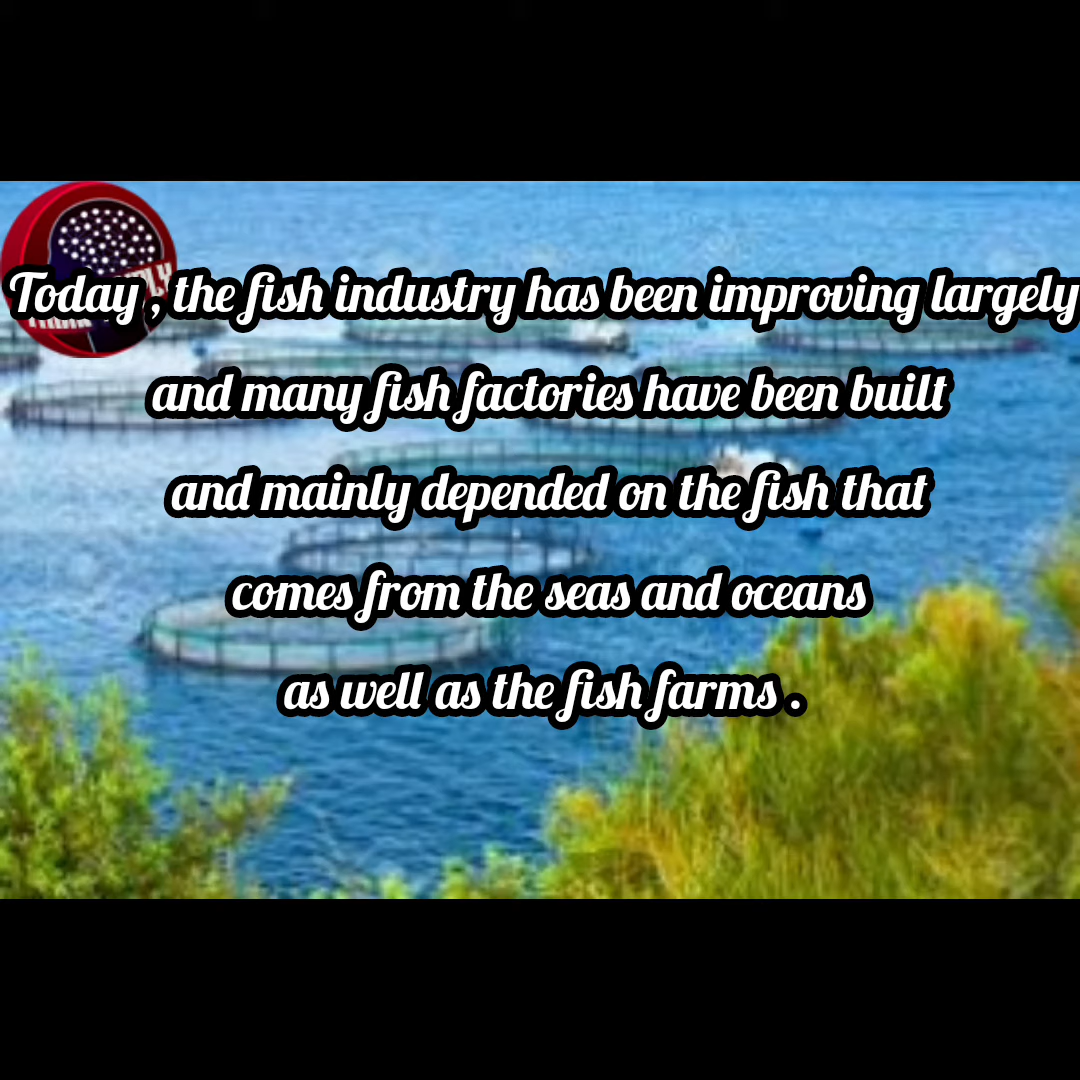 Today , the fish industry has been improving largely
and many fish factories have been built
and mainly depended on the fish that
comes from the seas and oceans
as well as the fish farms .